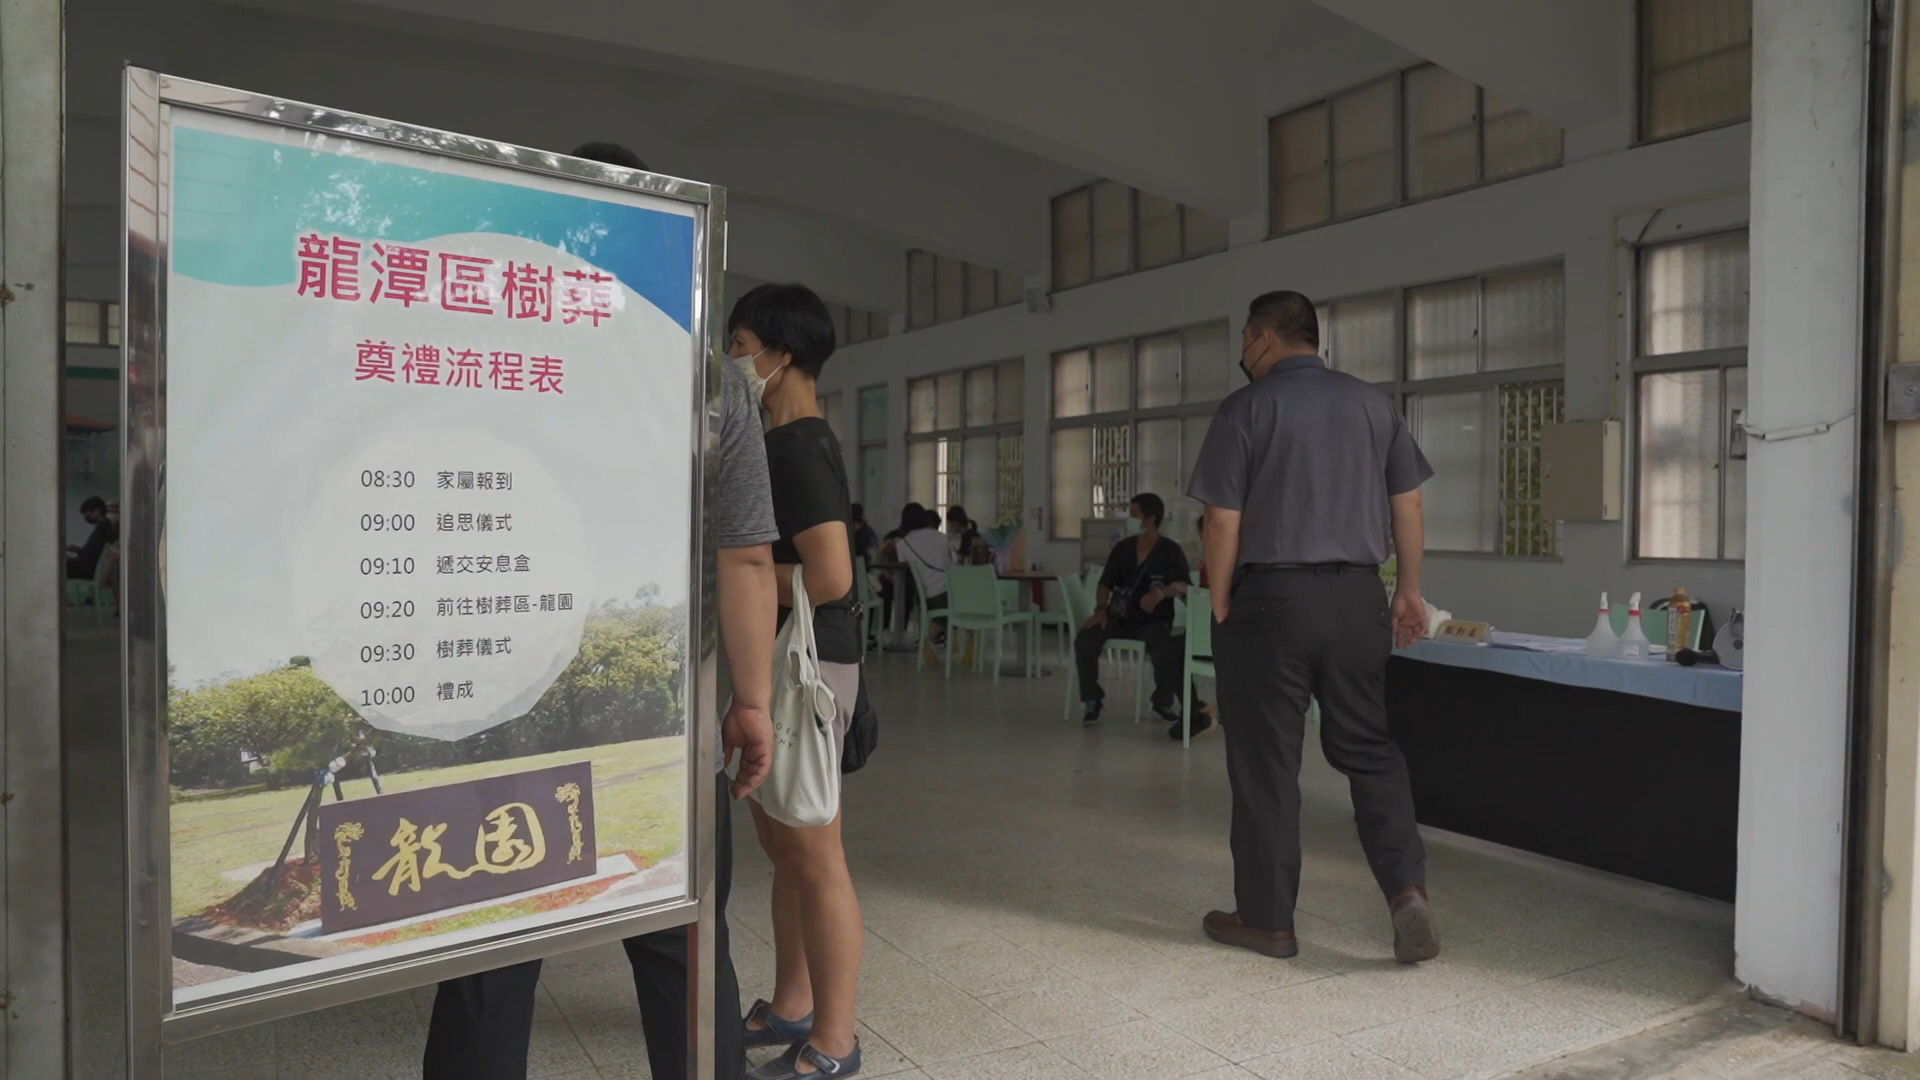 龍潭區樹葬
奠禮流程表
08:30 家屬報到
09:00 追思儀式
09:10 遞交安息盒
09:20 前往樹葬區-龍園
09:30 樹葬儀式
10:00 禮成
龍園